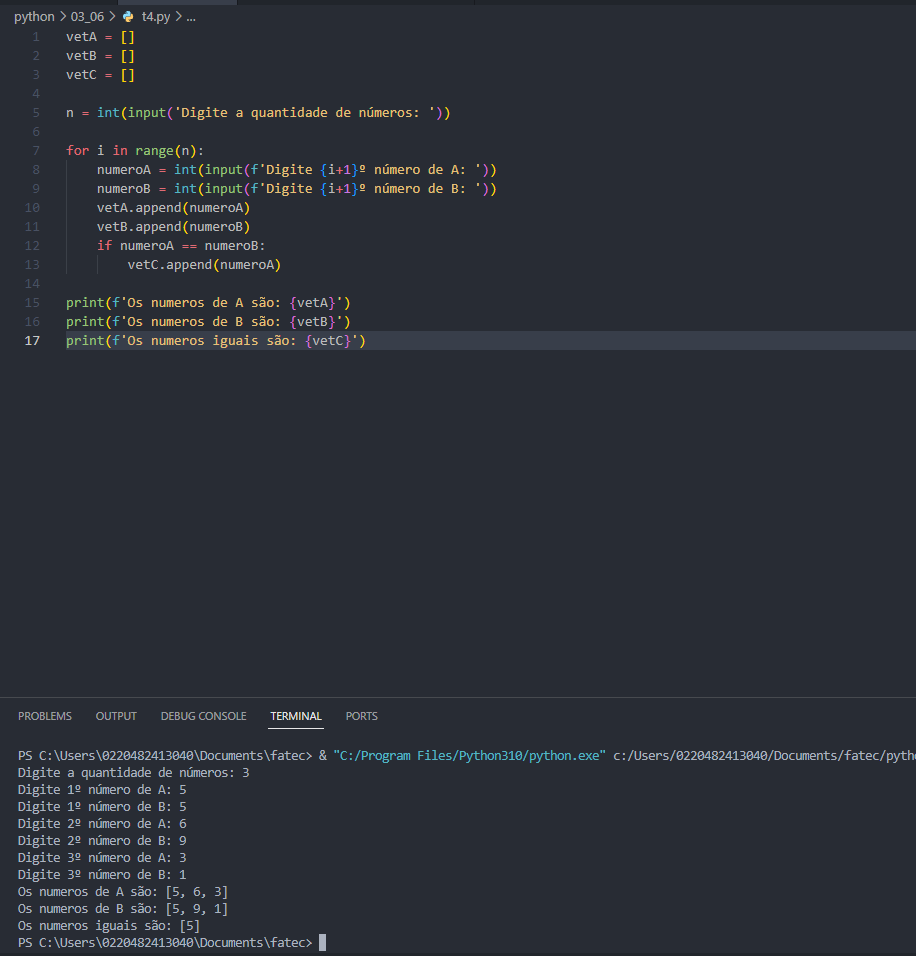 python > 03_06 > t4.py > ...
1 vetA = []
2 vetB = []
3 vetC = []
4
5 n = int(input('Digite a quantidade de números: '))
6
7 for i in range(n):
8     numeroA = int(input(f'Digite {i+1}º número de A: '))
9     numeroB = int(input(f'Digite {i+1}º número de B: '))
10     vetA.append(numeroA)
11     vetB.append(numeroB)
12     if numeroA == numeroB:
13         vetC.append(numeroA)
14
15 print(f'Os numeros de A são: {vetA}')
16 print(f'Os numeros de B são: {vetB}')
17 print(f'Os numeros iguais são: {vetC}')
PROBLEMS OUTPUT DEBUG CONSOLE TERMINAL PORTS
PS C:\Users\0220482413040\Documents\fatec> & "C:/Program Files/Python310/python.exe" c:/Users/0220482413040/Documents/fatec/pytho
Digite a quantidade de números: 3
Digite 1º número de A: 5
Digite 1º número de B: 5
Digite 2º número de A: 6
Digite 2º número de B: 9
Digite 3º número de A: 3
Digite 3º número de B: 1
Os numeros de A são: [5, 6, 3]
Os numeros de B são: [5, 9, 1]
Os numeros iguais são: [5]
PS C:\Users\0220482413040\Documents\fatec>